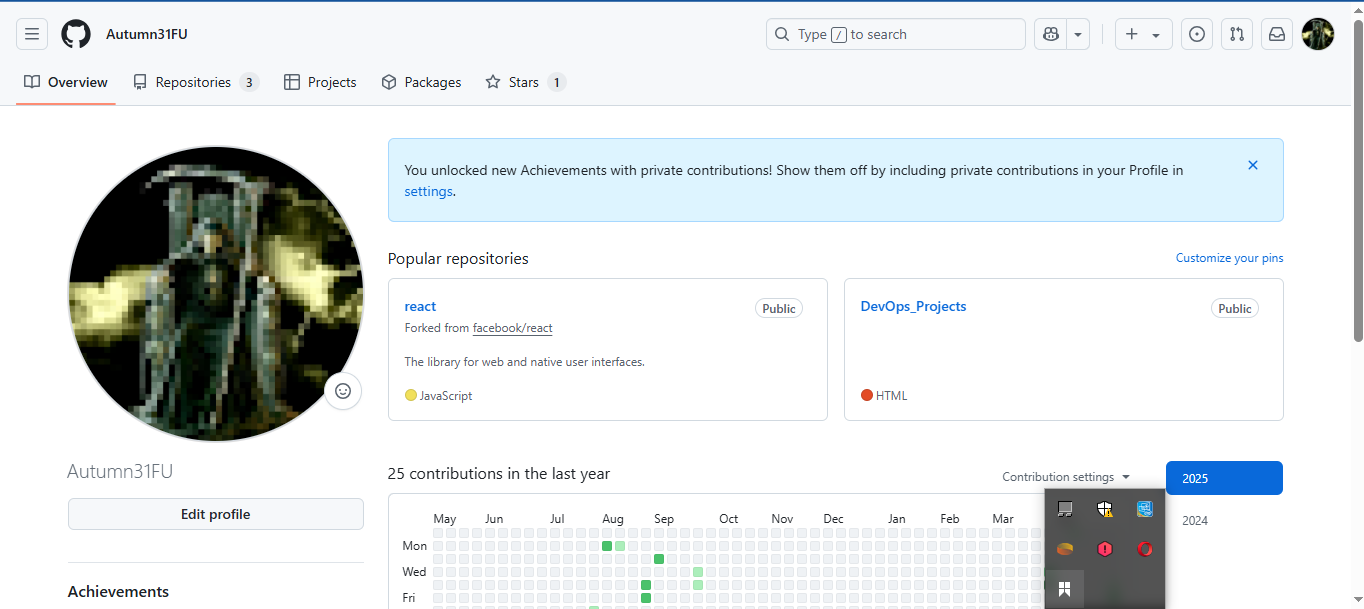 Autumn31FU
Type / to search
Overview
Repositories 3
Projects
Packages
Stars 1
You unlocked new Achievements with private contributions! Show them off by including private contributions in your Profile in
settings.
Popular repositories
Customize your pins
react
Public
Forked from facebook/react
The library for web and native user interfaces.
JavaScript
DevOps_Projects
Public
HTML
Autumn31FU
Edit profile
Achievements
25 contributions in the last year
Contribution settings
2025
2024
May Jun Jul Aug Sep Oct Nov Dec Jan Feb Mar
Mon
Wed
Fri